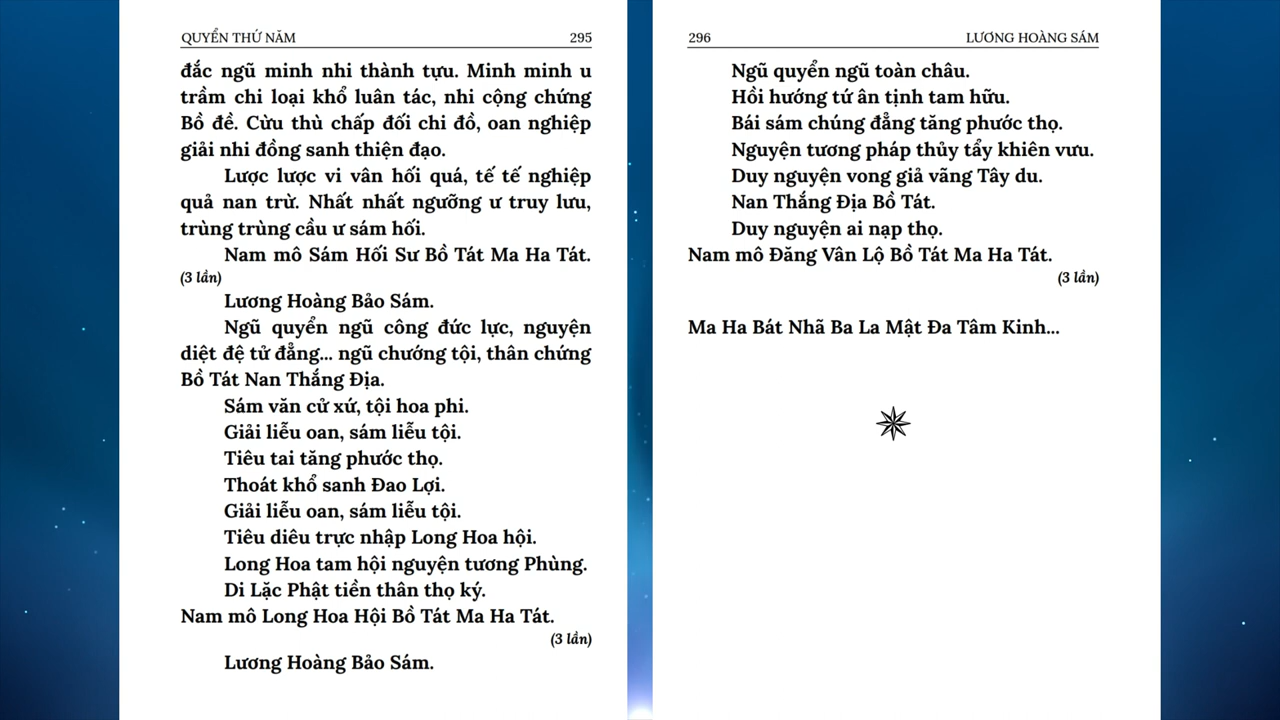 QUYỂN THỨ NĂM 295
đắc ngũ minh nhi thành tựu. Minh minh u
trầm chi loại khổ luân tác, nhi cộng chứng
Bồ đề. Cừu thù chấp đối chi đồ, oan nghiệp
giải nhi đồng sanh thiện đạo.
Lược lược vi vân hối quá, tế tế nghiệp
quả nan trừ. Nhất nhất ngưỡng ư truy lưu,
trùng trùng cầu ư sám hối.
Nam mô Sám Hối Sư Bồ Tát Ma Ha Tát.
(3 lần)
Lương Hoàng Bảo Sám.
Ngũ quyển ngũ công đức lực, nguyện
diệt đệ tử đẳng... ngũ chướng tội, thân chứng
Bồ Tát Nan Thắng Địa.
Sám văn cử xứ, tội hoa phi.
Giải liễu oan, sám liễu tội.
Tiêu tai tăng phước thọ.
Thoát khổ sanh Đao Lợi.
Giải liễu oan, sám liễu tội.
Tiêu diêu trực nhập Long Hoa hội.
Long Hoa tam hội nguyện tương Phùng.
Di Lặc Phật tiền thân thọ ký.
Nam mô Long Hoa Hội Bồ Tát Ma Ha Tát.
(3 lần)
Lương Hoàng Bảo Sám.
296 LƯƠNG HOÀNG SÁM
Ngũ quyển ngũ toàn châu.
Hồi hướng tứ ân tịnh tam hữu.
Bái sám chúng đẳng tăng phước thọ.
Nguyện tương pháp thủy tẩy khiên vưu.
Duy nguyện vong giả vãng Tây du.
Nan Thắng Địa Bồ Tát.
Duy nguyện ai nạp thọ.
Nam mô Đăng Vân Lộ Bồ Tát Ma Ha Tát.
(3 lần)
Ma Ha Bát Nhã Ba La Mật Đa Tâm Kinh...